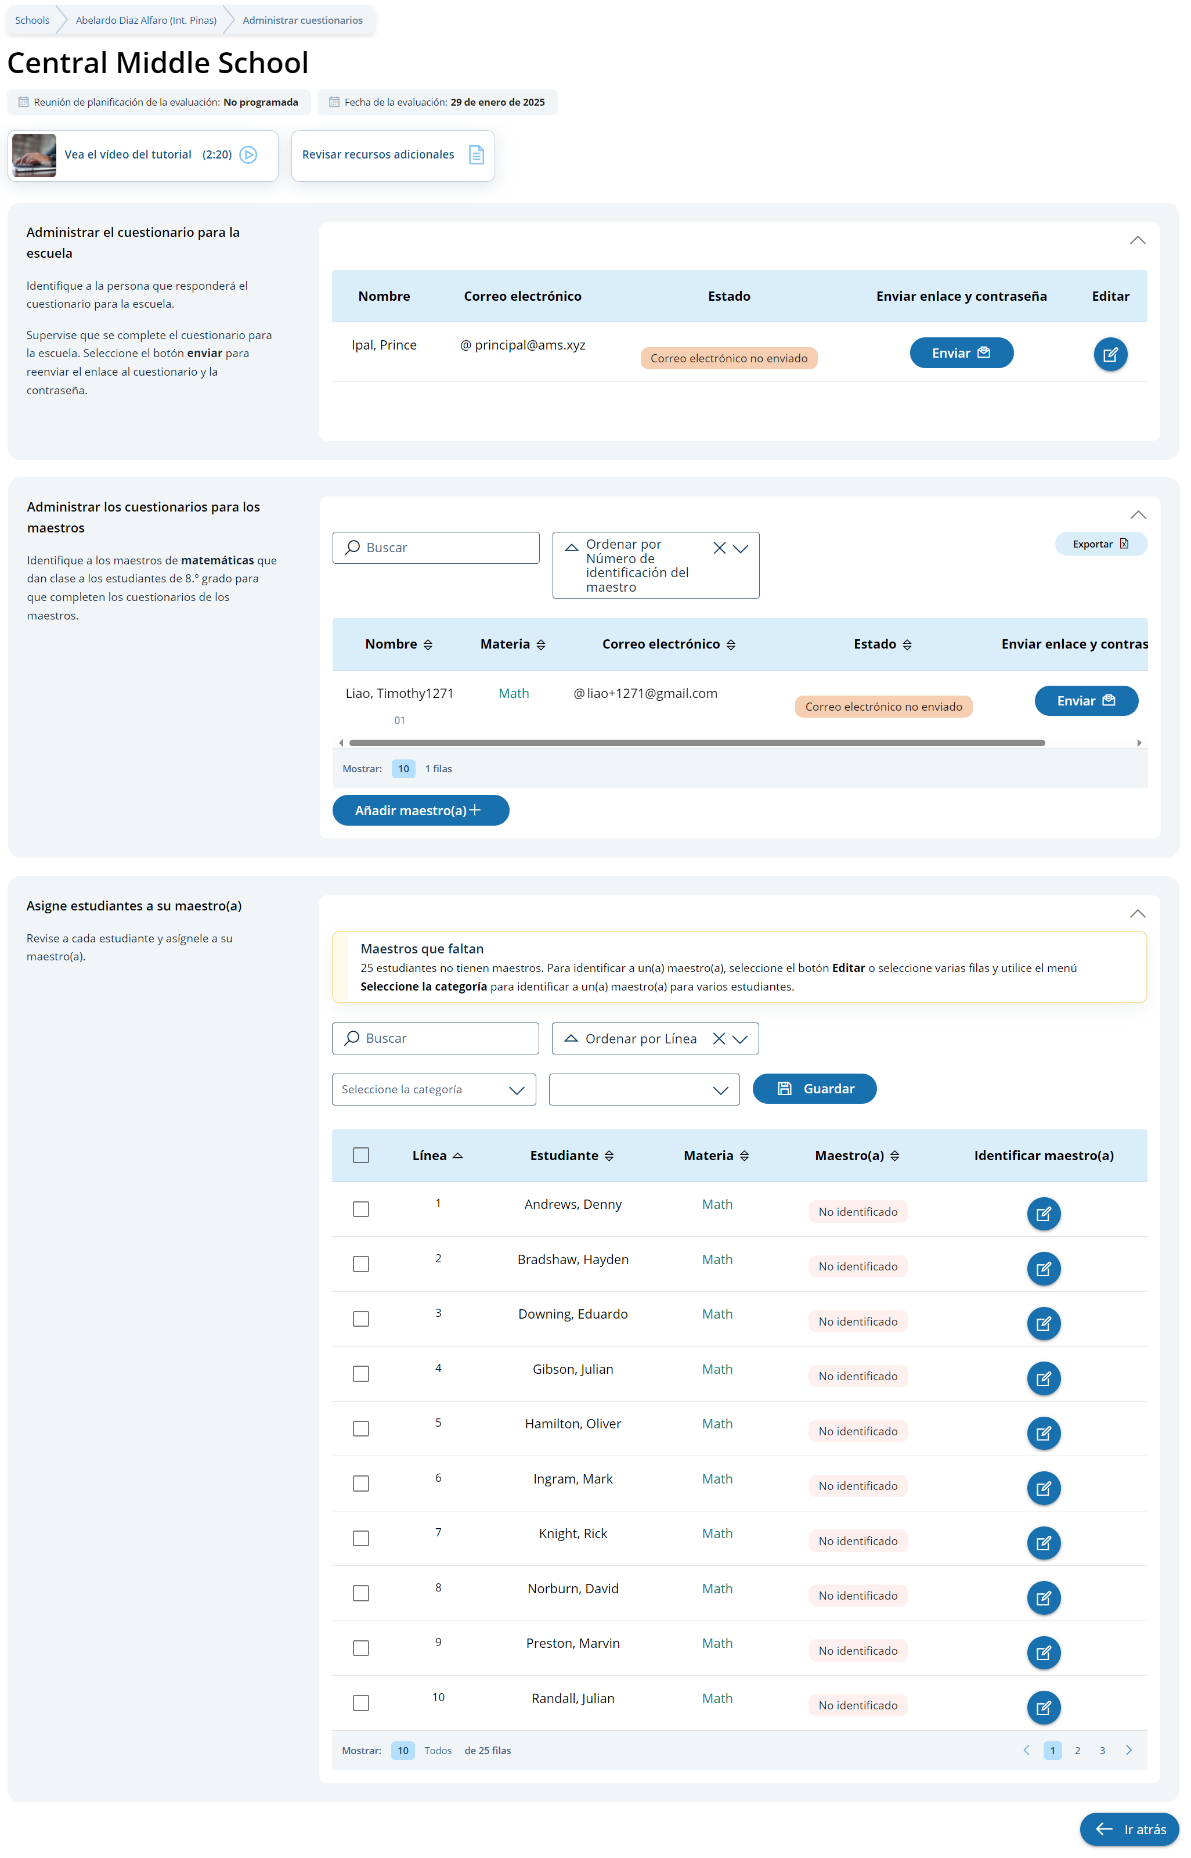 Schools
Abelardo Diaz Alfaro (Int. Pinas)
Administrar cuestionarios
Central Middle School
Reunión de planificación de la evaluación: No programada
Fecha de la evaluación: 29 de enero de 2025
Vea el vídeo del tutorial (2:20)
Revisar recursos adicionales
Administrar el cuestionario para la
escuela
Identifique a la persona que responderá el
cuestionario para la escuela.
Supervise que se complete el cuestionario para
la escuela. Seleccione el botón enviar para
reenviar el enlace al cuestionario y la
contraseña.
Nombre Correo electrónico Estado Enviar enlace y contraseña Editar
Ipal, Prince @ principal@ams.xyz Correo electrónico no enviado Enviar
Administrar los cuestionarios para los
maestros
Identifique a los maestros de matemáticas que
dan clase a los estudiantes de 8.° grado para
que completen los cuestionarios de los
maestros.
Buscar
Ordenar por
Número de
identificación del
maestro
Exportar
Nombre Materia Correo electrónico Estado Enviar enlace y contras
Liao, Timothy1271 Math @ liao+1271@gmail.com Correo electrónico no enviado Enviar
01
Mostrar: 10 1 filas
Añadir maestro(a)
Asigne estudiantes a su maestro(a)
Revise a cada estudiante y asígnele a su
maestro(a).
Maestros que faltan
25 estudiantes no tienen maestros. Para identificar a un(a) maestro(a), seleccione el botón Editar o seleccione varias filas y utilice el menú
Seleccione la categoría para identificar a un(a) maestro(a) para varios estudiantes.
Buscar
Ordenar por Línea
Seleccione la categoría
Guardar
Línea Estudiante Materia Maestro(a) Identificar maestro(a)
1 Andrews, Denny Math No identificado
2 Bradshaw, Hayden Math No identificado
3 Downing, Eduardo Math No identificado
4 Gibson, Julian Math No identificado
5 Hamilton, Oliver Math No identificado
6 Ingram, Mark Math No identificado
7 Knight, Rick Math No identificado
8 Norburn, David Math No identificado
9 Preston, Marvin Math No identificado
10 Randall, Julian Math No identificado
Mostrar: 10 Todos de 25 filas 1 2 3
Ir atrás